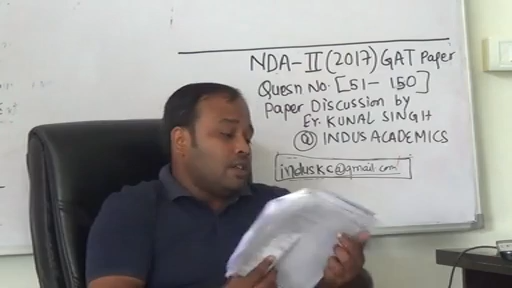 NDA-II (2017) GAT Paper
Quesn No. [51-150]
Paper Discussion by
Er. KUNAL SINGH
@ INDUS ACADEMICS
induskc@gmail.com